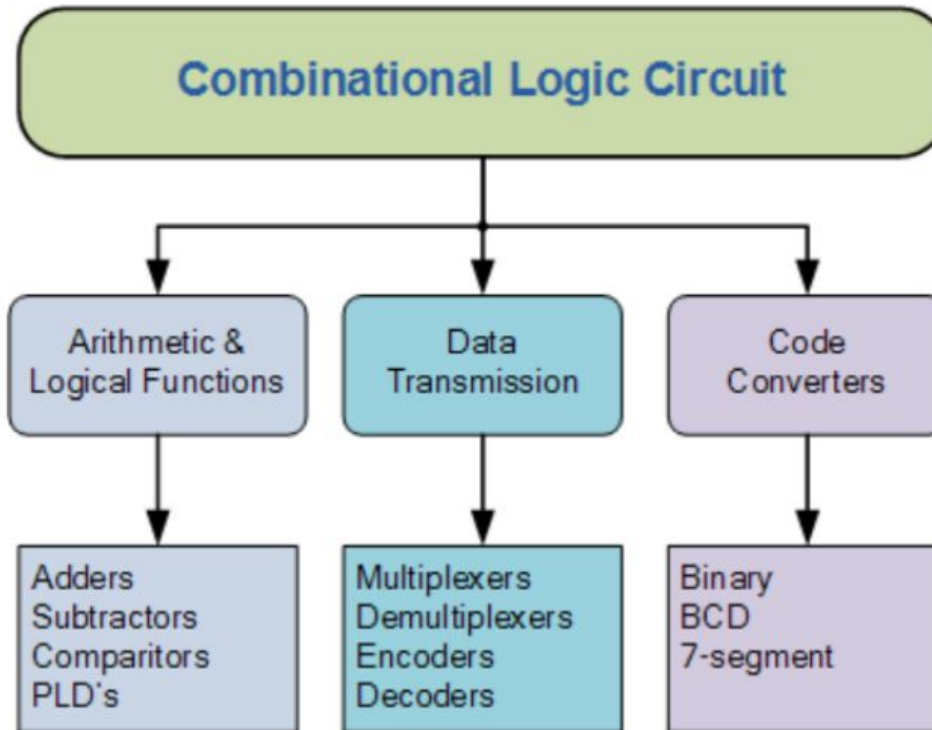 Combinational Logic Circuit
Arithmetic &
Logical Functions
Data
Transmission
Code
Converters
Adders
Subtractors
Comparitors
PLD's
Multiplexers
Demultiplexers
Encoders
Decoders
Binary
BCD
7-segment